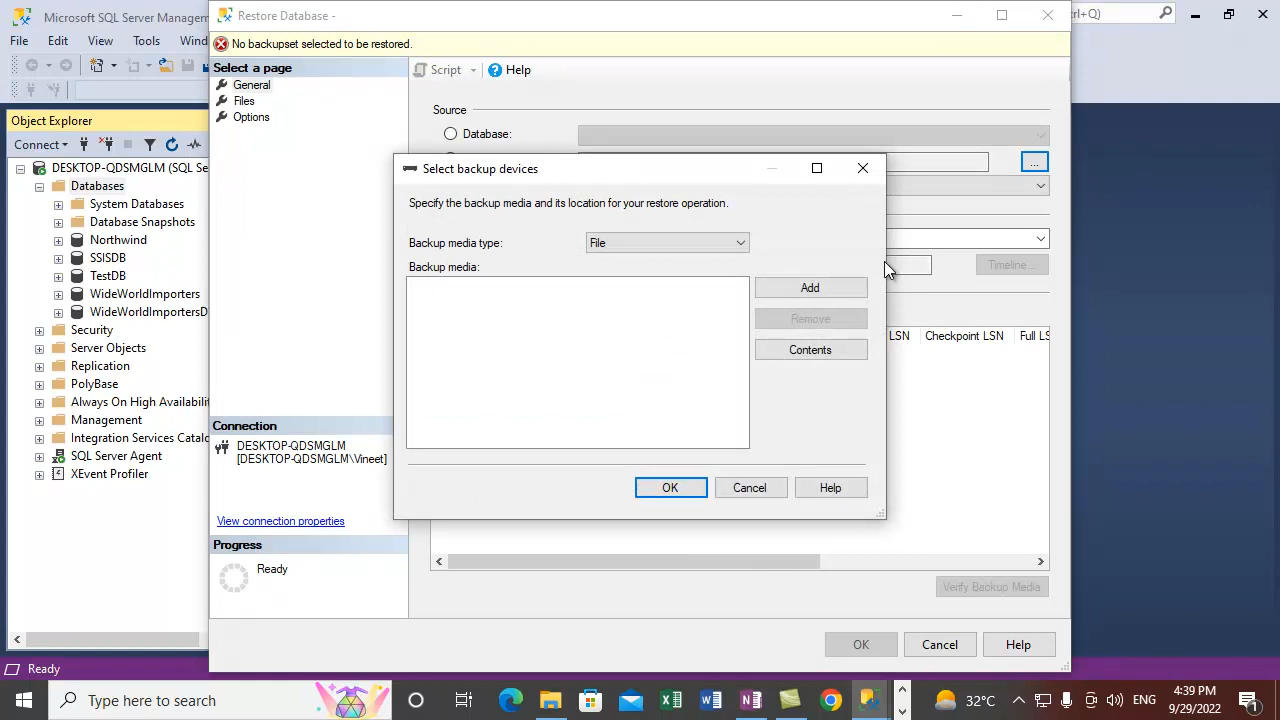 Microsoft SQL Server Managem
Restore Database -
(l+Q)
File Edit View Tools Wind
No backupset selected to be restored.
Select a page
General
Files
Options
Script
Help
Source
Database:
...
Object Explorer
Connect
DESKTOP-QDSMGLM (SQL Se
Databases
System Databases
Database Snapshots
Northwind
SSISDB
TestDB
WideWorldImporters
WideWorldImportersD
Security
Server Objects
Replication
PolyBase
Always On High Availabili
Management
Integration Services Catalo
SQL Server Agent
XEvent Profiler
Select backup devices
Specify the backup media and its location for your restore operation.
Backup media type:
File
Backup media:
Add
Remove
Contents
OK
Cancel
Help
Timeline...
LSN
Checkpoint LSN
Full LS
Connection
DESKTOP-QDSMGLM
[DESKTOP-QDSMGLM\Vineet]
View connection properties
Progress
Ready
Verify Backup Media
OK
Cancel
Help
Ready
Type here to search
32°C
ENG
4:39 PM
9/29/2022
1